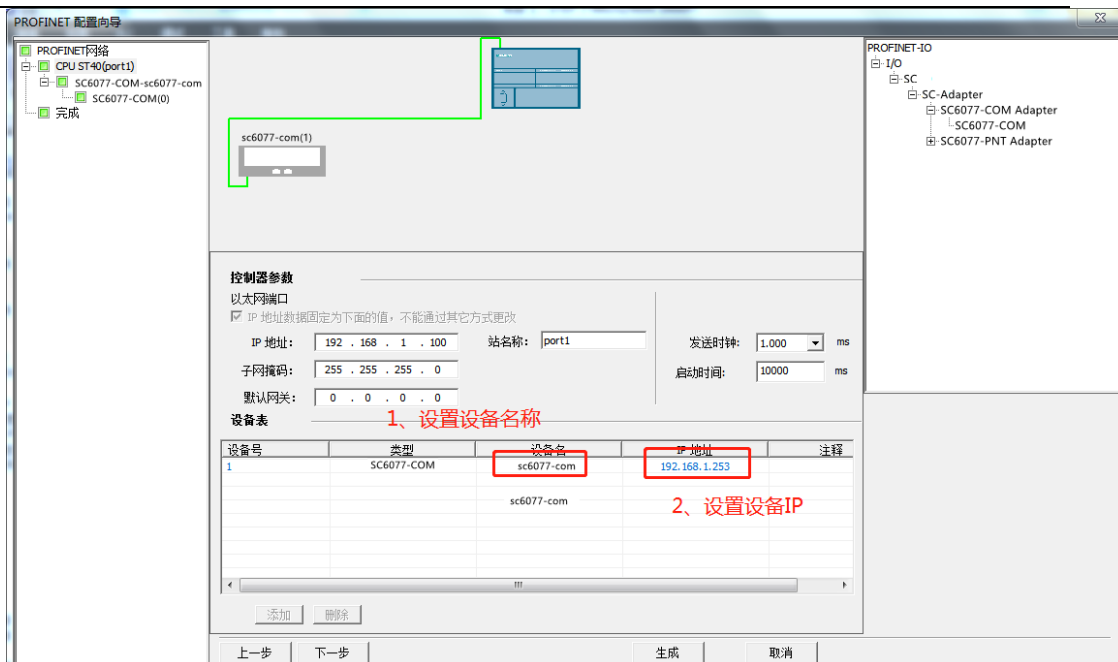 PROFINET 配置向导
PROFINET网络
CPU ST40(port1)
SC6077-COM-sc6077-com
SC6077-COM(0)
完成
sc6077-com(1)
PROFINET-IO
I/O
SC
SC-Adapter
SC6077-COM Adapter
SC6077-COM
SC6077-PNT Adapter
控制器参数
以太网端口
IP 地址数据固定为下面的值，不能通过其它方式更改
IP 地址: 192 . 168 . 1 . 100 站名称: port1 发送时钟: 1.000 ms
子网掩码: 255 . 255 . 255 . 0 启动时间: 10000 ms
默认网关: 0 . 0 . 0 . 0
设备表
1、设置设备名称
设备号 类型 设备名 IP 地址 注释
1 SC6077-COM sc6077-com 192.168.1.253
sc6077-com
2、设置设备IP
添加 删除
上一步 下一步 生成 取消